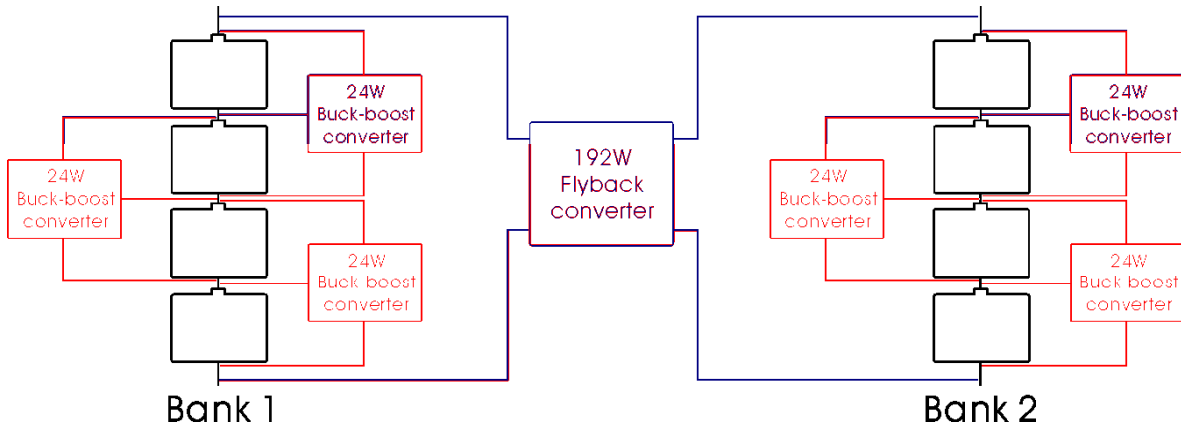 24W
Buck-boost
converter
24W
Buck-boost
converter
24W
Buck boost
converter
Bank 1
192W
Flyback
converter
24W
Buck-boost
converter
24W
Buck-boost
converter
24W
Buck boost
converter
Bank 2